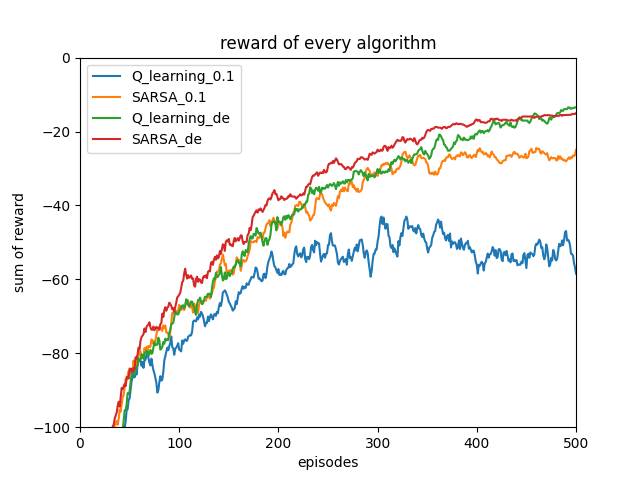 reward of every algorithm
Q_learning_0.1
SARSA_0.1
Q_learning_de
SARSA_de
sum of reward
0
−20
−40
−60
−80
−100
0 100 200 300 400 500
episodes